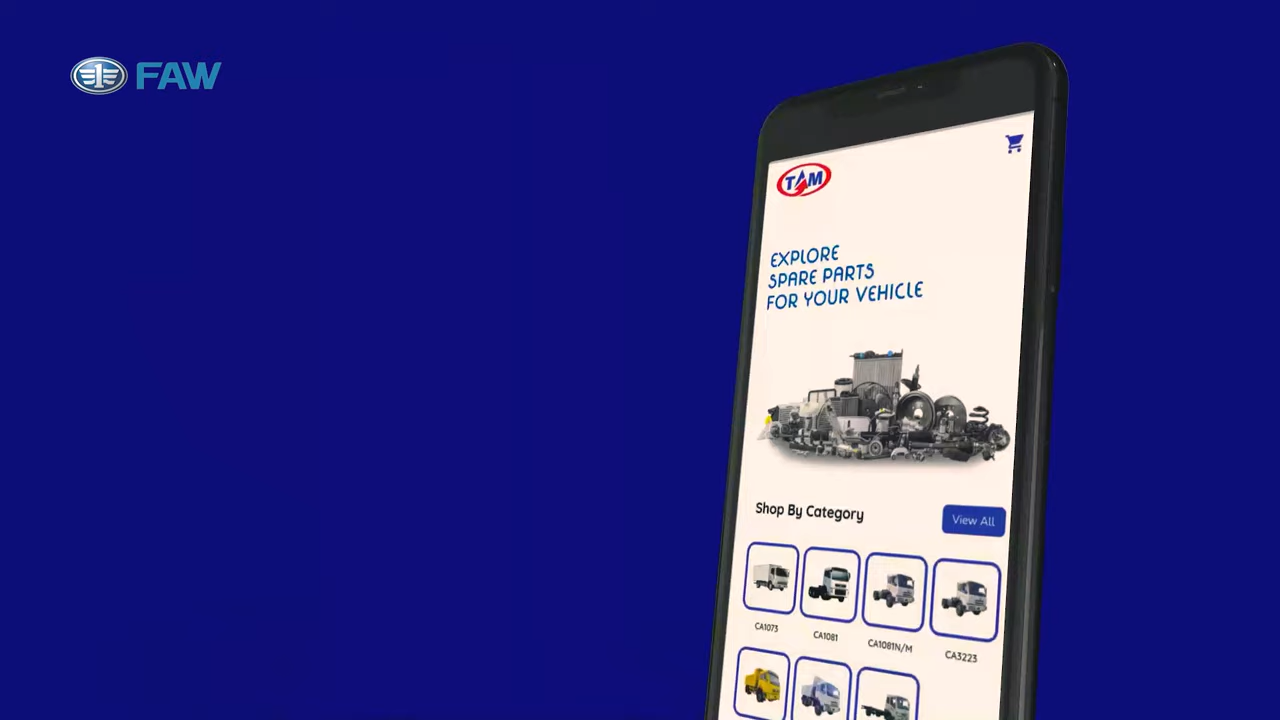 FAW
TAM
EXPLORE
SPARE PARTS
FOR YOUR VEHICLE
Shop By Category
View All
CA1073
CA1081
CA1081N/M
CA3223